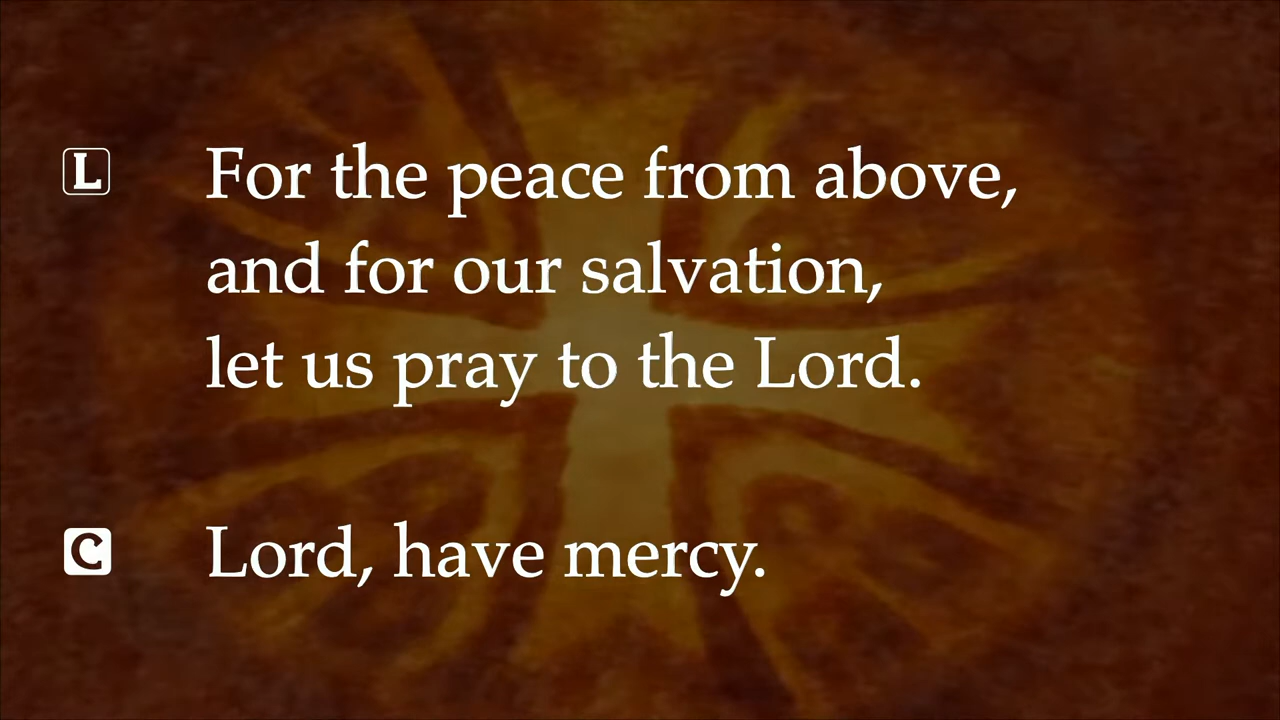 L For the peace from above,
and for our salvation,
let us pray to the Lord.
C Lord, have mercy.